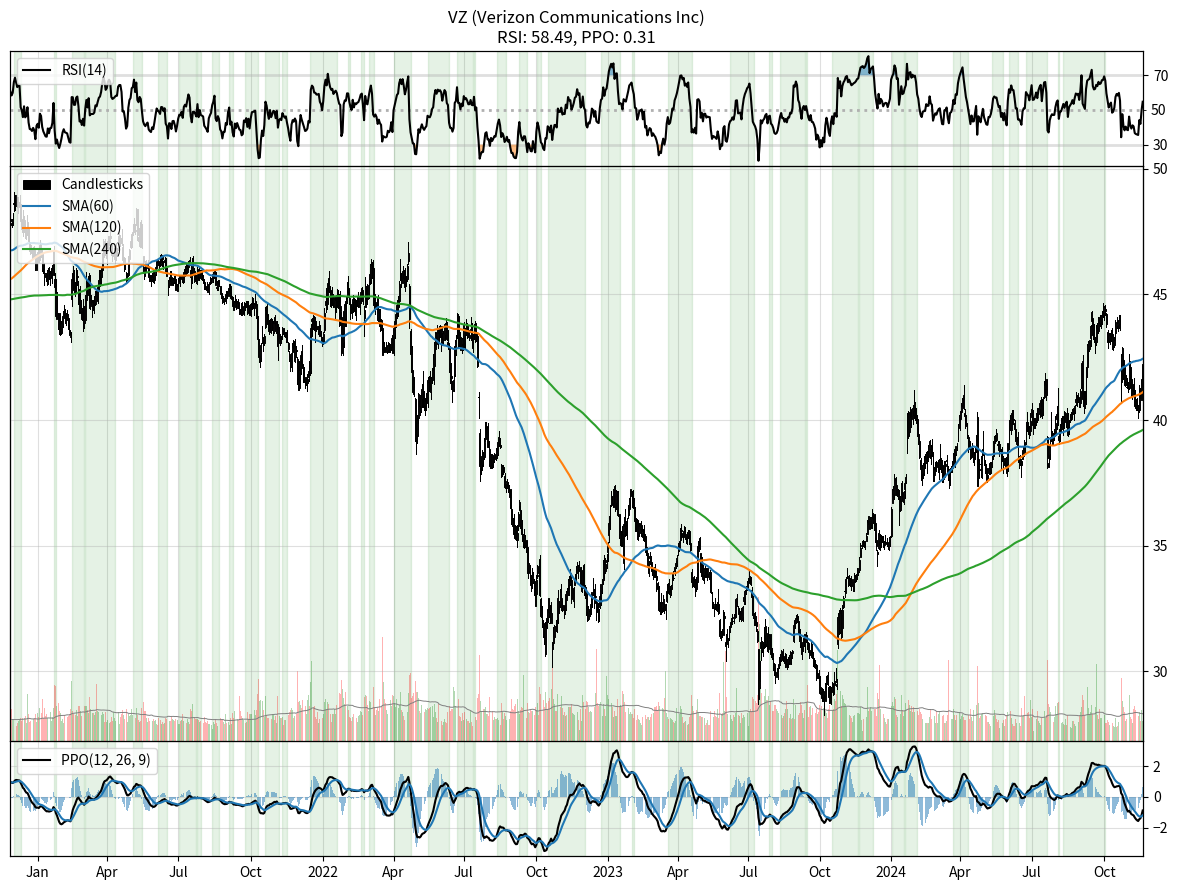 VZ (Verizon Communications Inc)
RSI: 58.49, PPO: 0.31
RSI(14)
70
50
30
50
Candlesticks
SMA(60)
SMA(120)
SMA(240)
45
40
35
30
PPO(12, 26, 9)
2
0
−2
Jan Apr Jul Oct 2022 Apr Jul Oct 2023 Apr Jul Oct 2024 Apr Jul Oct